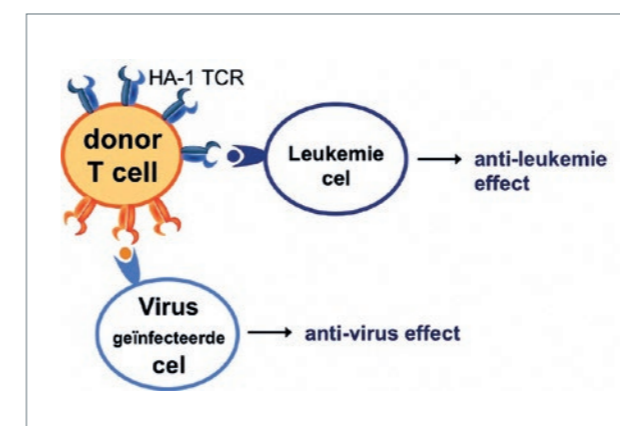 HA-1 TCR
donor
T cell
Leukemie
cel
anti-leukemie
effect
Virus
geïnfecteerde
cel
anti-virus effect